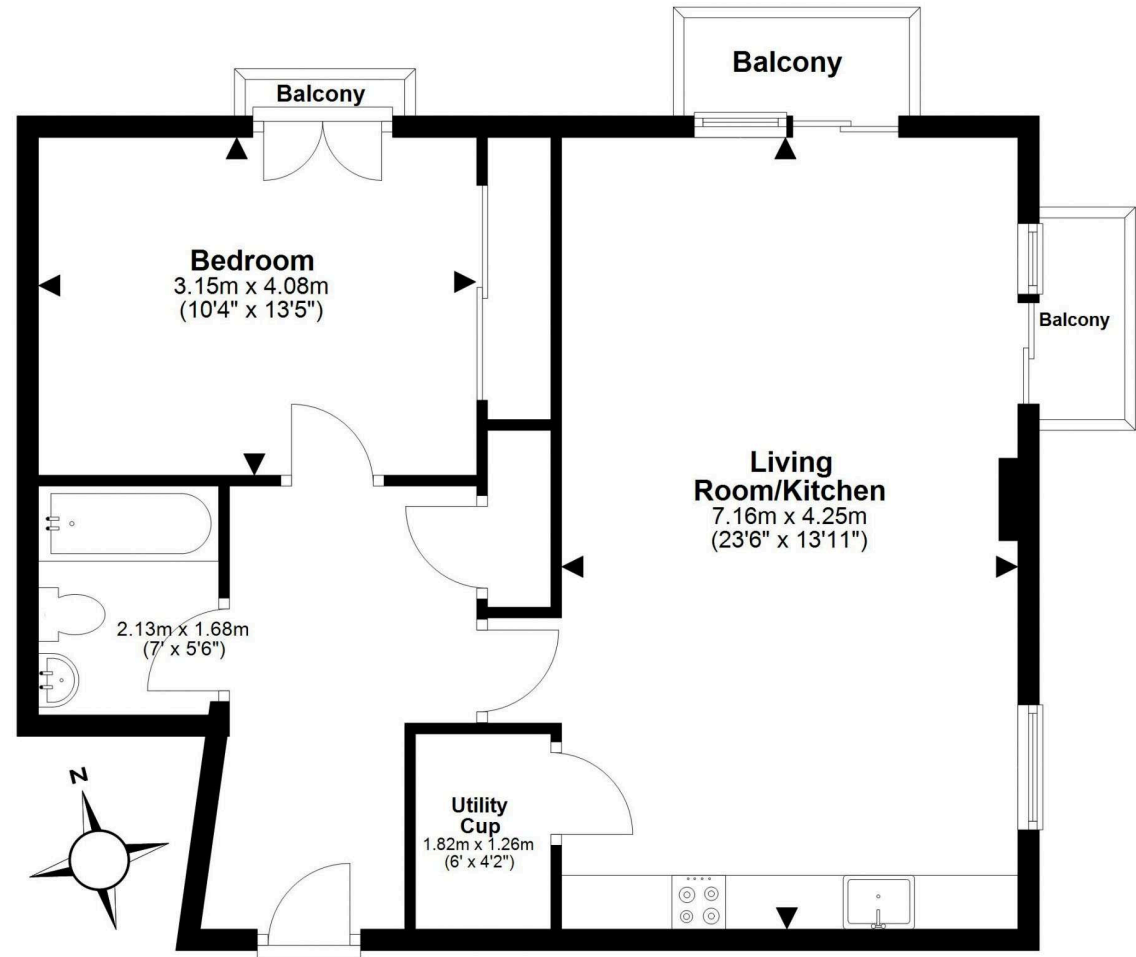 Balcony
Balcony
Bedroom
3.15m x 4.08m
(10'4" x 13'5")
Balcony
Living
Room/Kitchen
7.16m x 4.25m
(23'6" x 13'11")
2.13m x 1.68m
(7' x 5'6")
N
Utility
Cup
1.82m x 1.26m
(6' x 4'2")